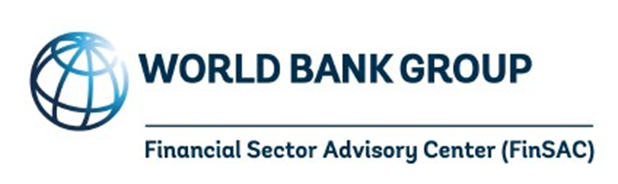 WORLD BANK GROUP
Financial Sector Advisory Center (FinSAC)